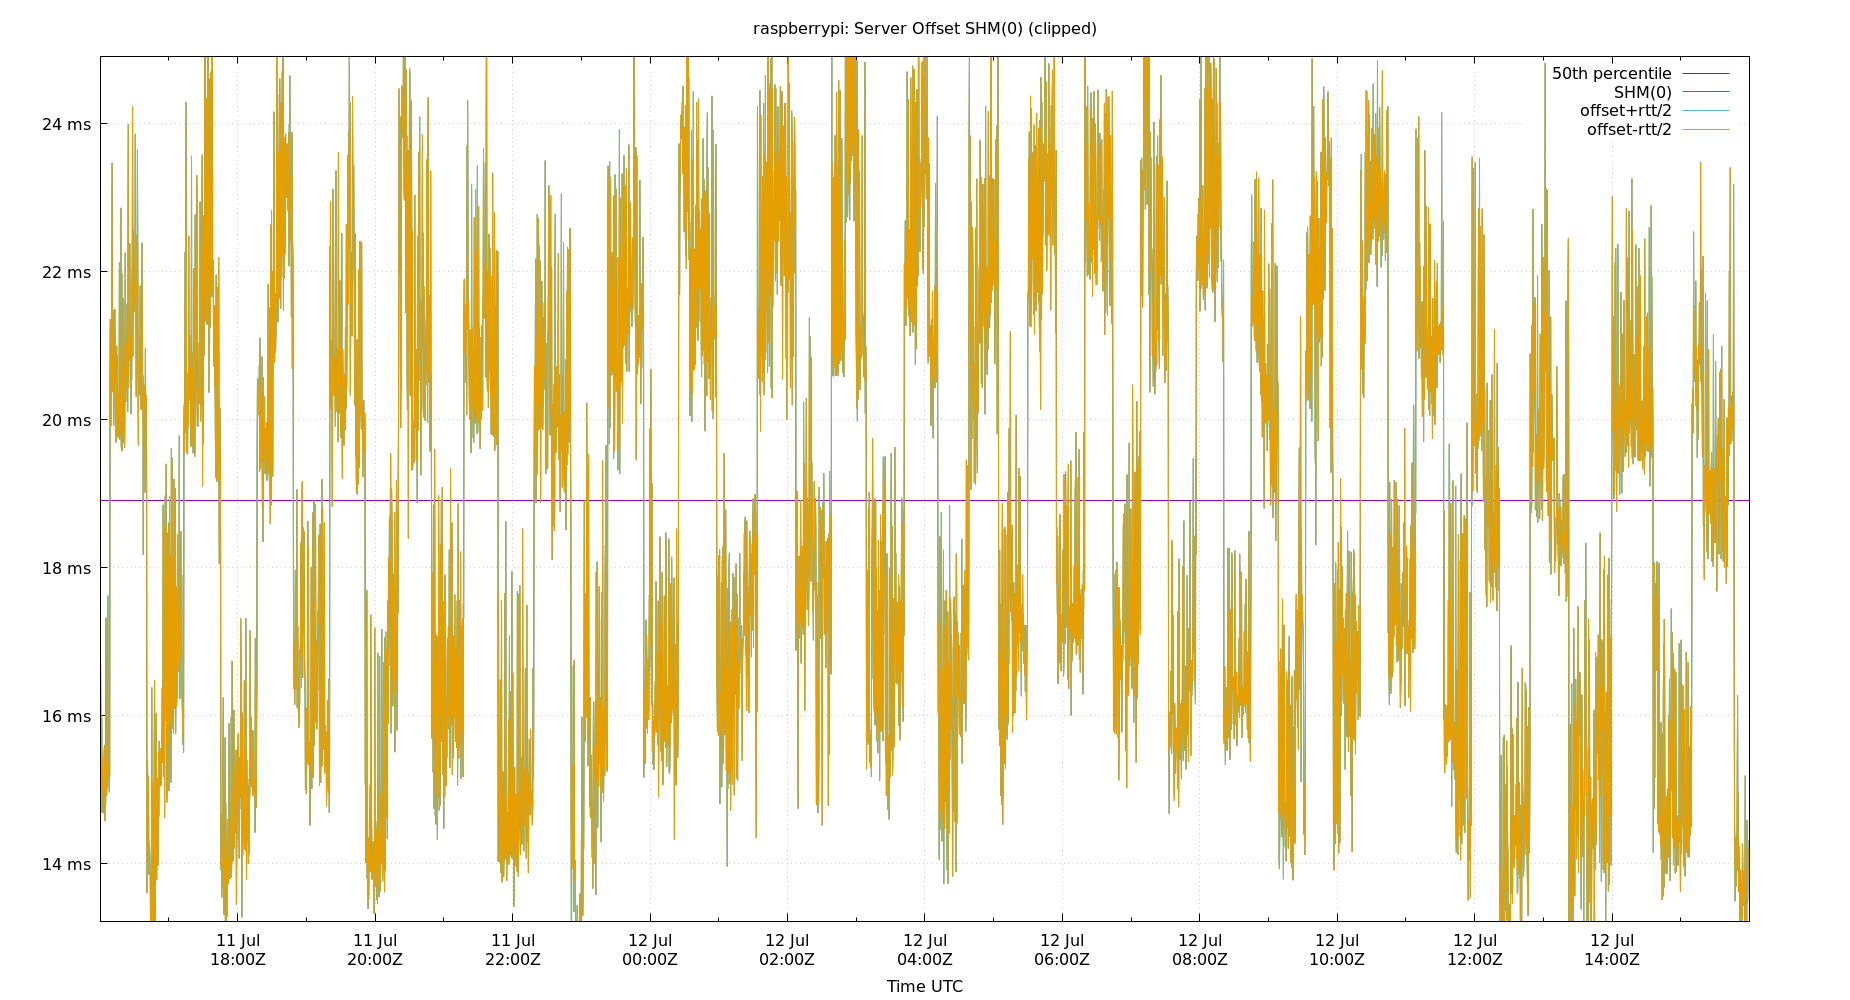 raspberrypi: Server Offset SHM(0) (clipped)
50th percentile
SHM(0)
offset+rtt/2
offset-rtt/2
24 ms
22 ms
20 ms
18 ms
16 ms
14 ms
11 Jul 11 Jul 11 Jul 12 Jul 12 Jul 12 Jul 12 Jul 12 Jul 12 Jul 12 Jul 12 Jul
18:00Z 20:00Z 22:00Z 00:00Z 02:00Z 04:00Z 06:00Z 08:00Z 10:00Z 12:00Z 14:00Z
Time UTC